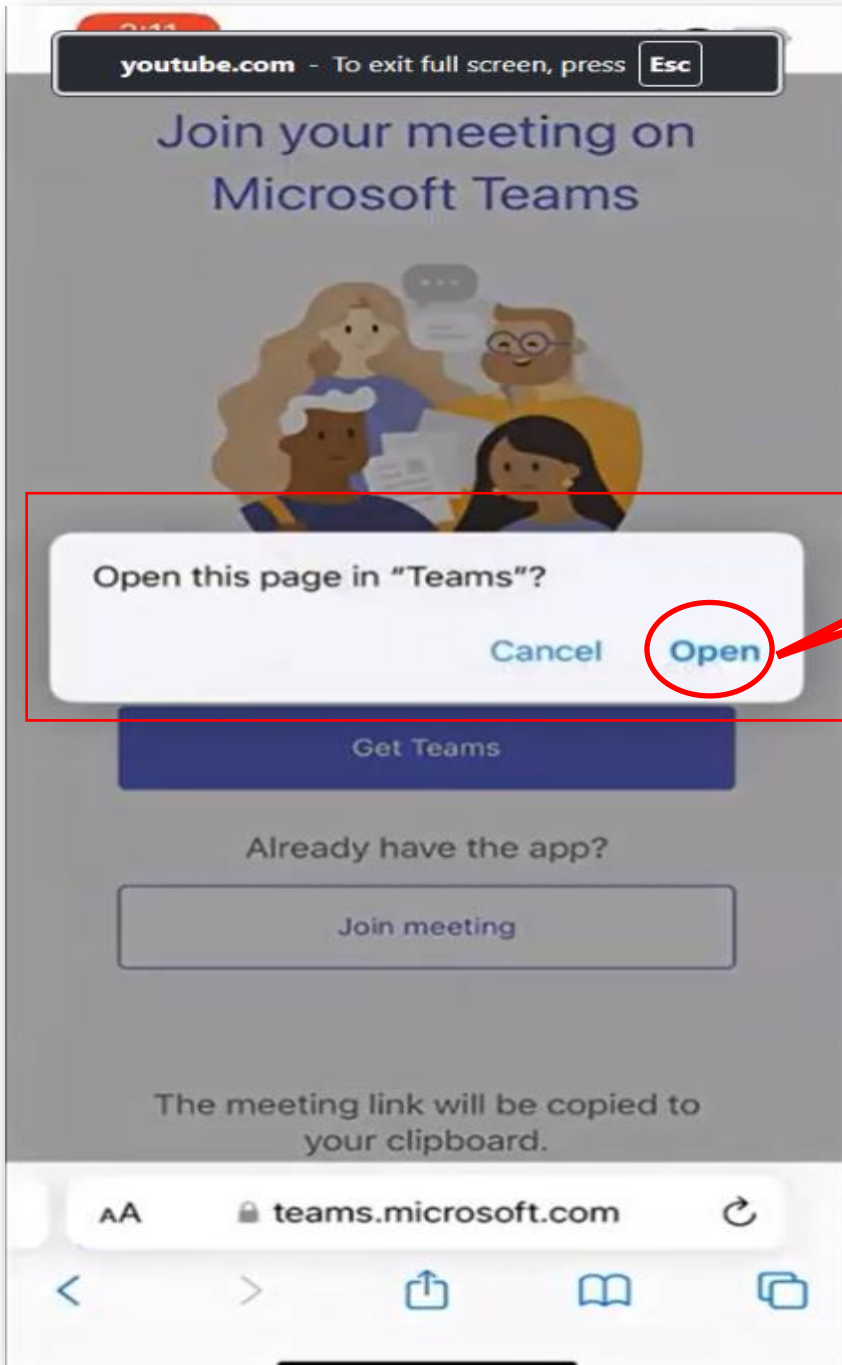 youtube.com - To exit full screen, press Esc
Join your meeting on
Microsoft Teams
Open this page in "Teams"?
Cancel Open
Get Teams
Already have the app?
Join meeting
The meeting link will be copied to
your clipboard.
AA teams.microsoft.com